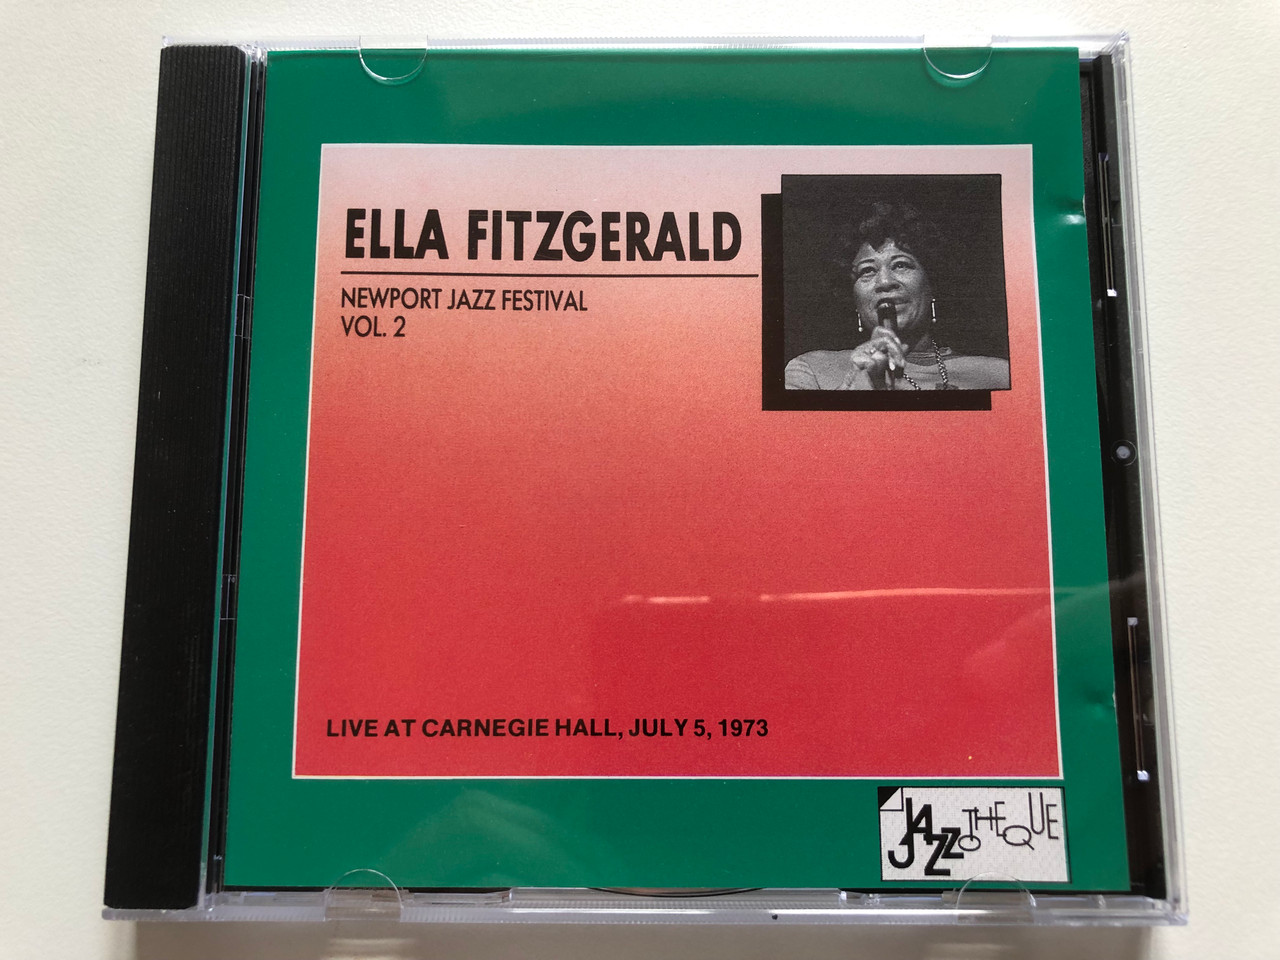 ELLA FITZGERALD
NEWPORT JAZZ FESTIVAL
VOL. 2
LIVE AT CARNEGIE HALL, JULY 5, 1973
JAZZOTHEQUE